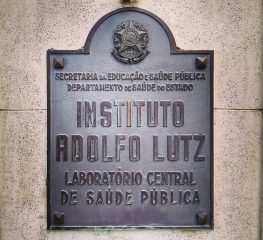 SECRETARIA DA EDUCAÇÃO E SAÚDE PÚBLICA
DEPARTAMENTO DE SAÚDE DO ESTADO
INSTITUTO
ADOLFO LUTZ
LABORATÓRIO CENTRAL
DE SAÚDE PÚBLICA